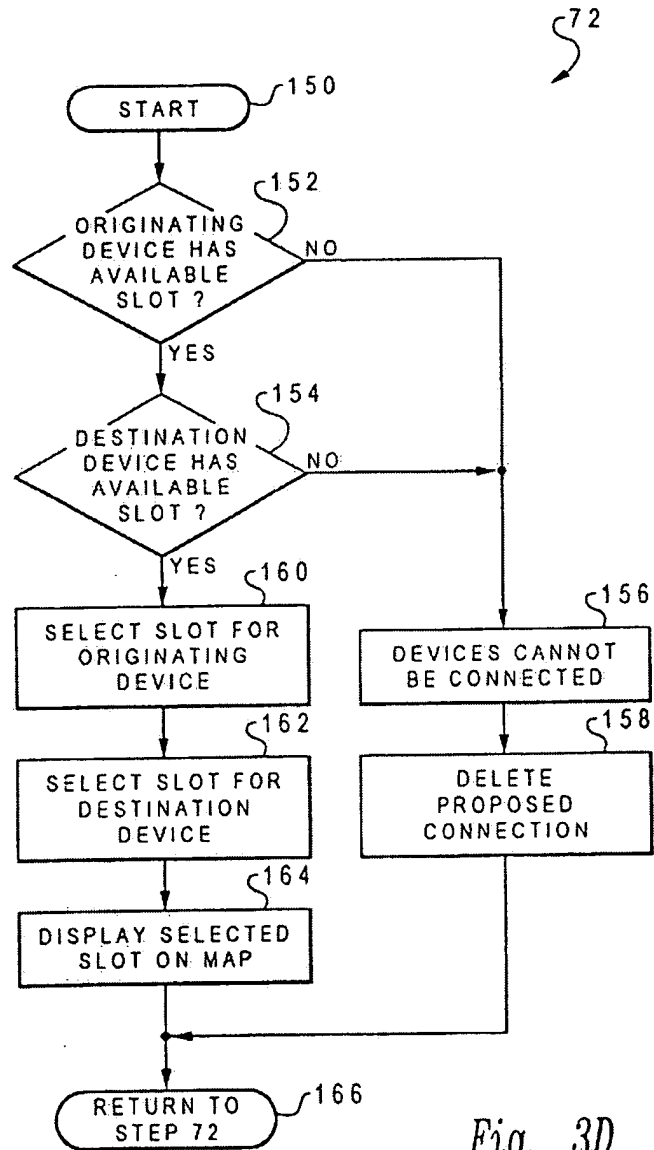 72
START
150
152
ORIGINATING
DEVICE HAS
AVAILABLE
SLOT ?
NO
YES
154
DESTINATION
DEVICE HAS
AVAILABLE
SLOT ?
NO
YES
160
SELECT SLOT FOR
ORIGINATING
DEVICE
156
DEVICES CANNOT
BE CONNECTED
162
SELECT SLOT FOR
DESTINATION
DEVICE
158
DELETE
PROPOSED
CONNECTION
164
DISPLAY SELECTED
SLOT ON MAP
RETURN TO
STEP 72
166
Fig. 3D